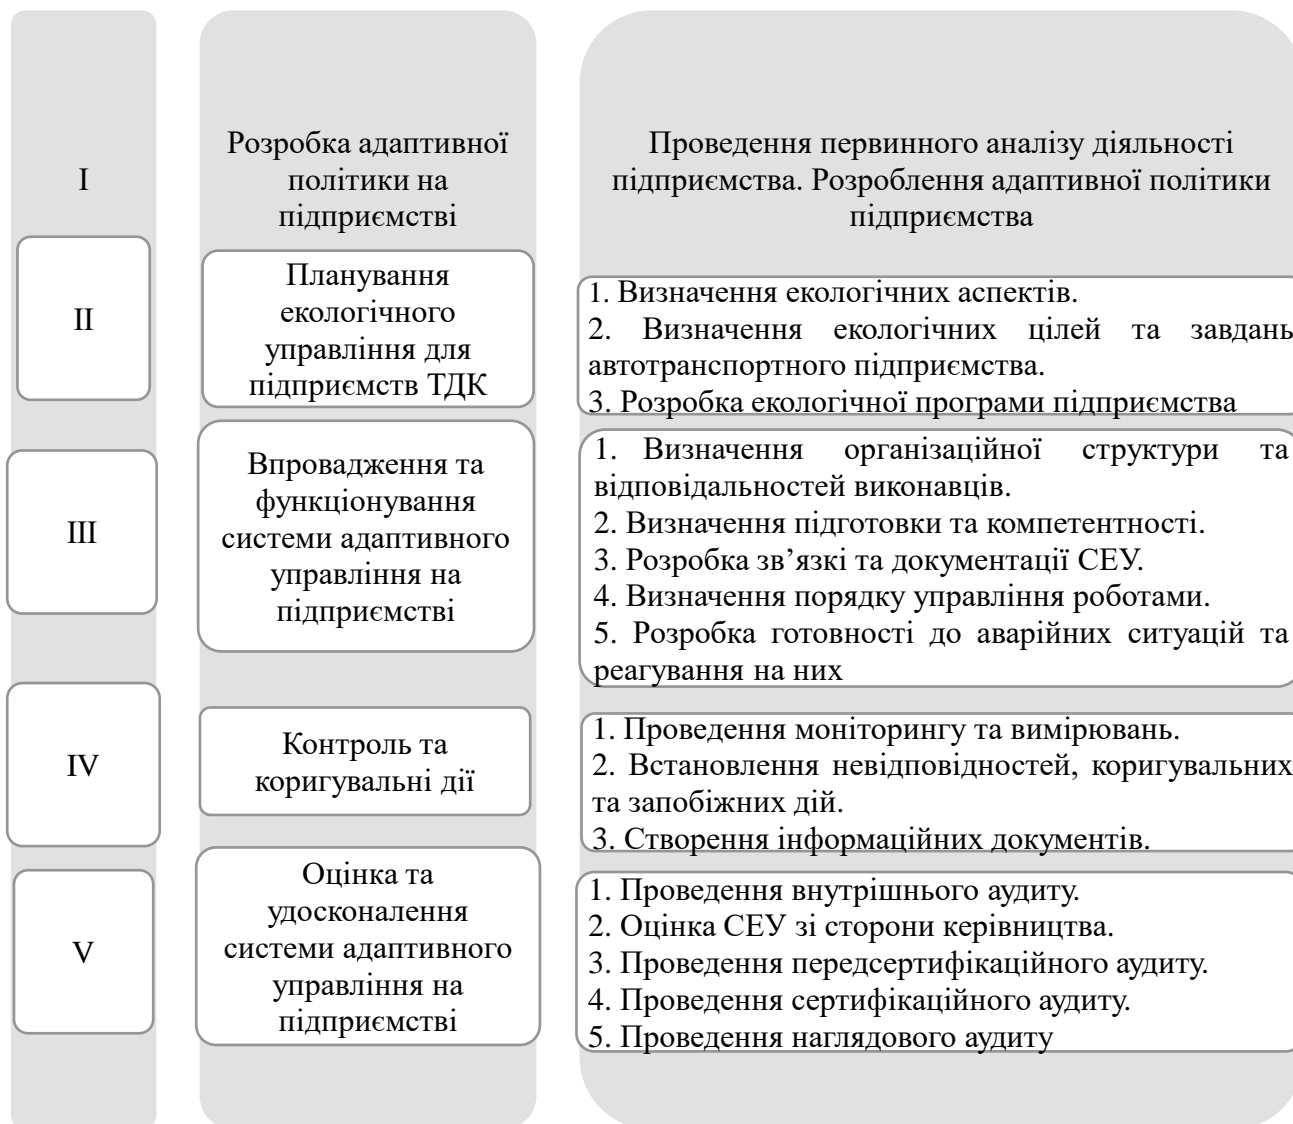 I
Розробка адаптивної
політики на
підприємстві
Проведення первинного аналізу діяльності
підприємства. Розроблення адаптивної політики
підприємства
II
Планування
екологічного
управління для
підприємств ТДК
1. Визначення екологічних аспектів.
2. Визначення екологічних цілей та завдань
автотранспортного підприємства.
3. Розробка екологічної програми підприємства
III
Впровадження та
функціонування
системи адаптивного
управління на
підприємстві
1. Визначення організаційної структури та
відповідальностей виконавців.
2. Визначення підготовки та компетентності.
3. Розробка зв’язкі та документації СЕУ.
4. Визначення порядку управління роботами.
5. Розробка готовності до аварійних ситуацій та
реагування на них
IV
Контроль та
коригувальні дії
1. Проведення моніторингу та вимірювань.
2. Встановлення невідповідностей, коригувальних
та запобіжних дій.
3. Створення інформаційних документів.
V
Оцінка та
удосконалення
системи адаптивного
управління на
підприємстві
1. Проведення внутрішнього аудиту.
2. Оцінка СЕУ зі сторони керівництва.
3. Проведення передсертифікаційного аудиту.
4. Проведення сертифікаційного аудиту.
5. Проведення наглядового аудиту